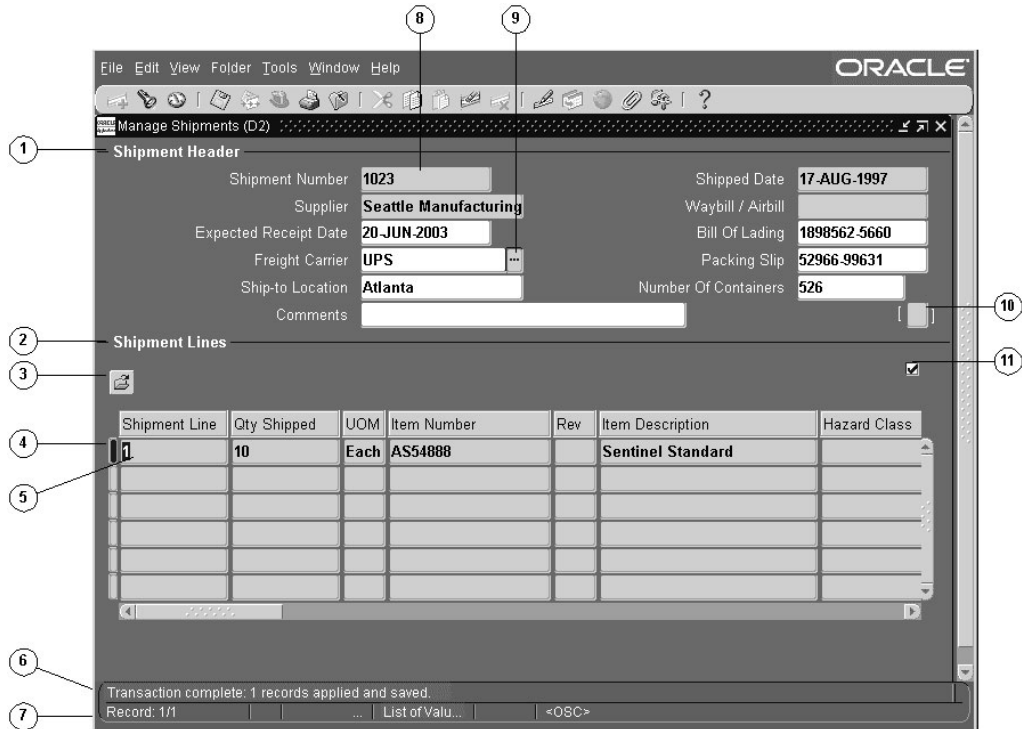 8 9
File Edit View Folder Tools Window Help ORACLE
Manage Shipments (D2)
1
Shipment Header
Shipment Number 1023 Shipped Date 17-AUG-1997
Supplier Seattle Manufacturing Waybill / Airbill
Expected Receipt Date 20-JUN-2003 Bill Of Lading 1898562-5660
Freight Carrier UPS ... Packing Slip 52966-99631
Ship-to Location Atlanta Number Of Containers 526
Comments [ ] 10
2
Shipment Lines
3 11
Shipment Line Qty Shipped UOM Item Number Rev Item Description Hazard Class
4 1 10 Each AS54888 Sentinel Standard
5
6
Transaction complete: 1 records applied and saved.
7 Record: 1/1 ... List of Valu... <OSC>